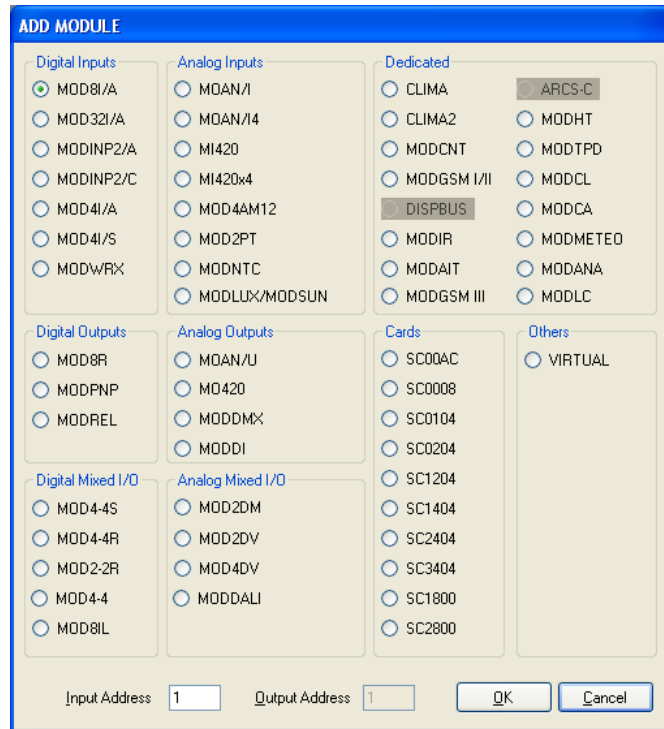 ADD MODULE
Digital Inputs
MOD8I/A
MOD32I/A
MODINP2/A
MODINP2/C
MOD4I/A
MOD4I/S
MODWRX
Analog Inputs
MOAN/I
MOAN/I4
MI420
MI420x4
MOD4AM12
MOD2PT
MODNTC
MODLUX/MODSUN
Dedicated
CLIMA
CLIMA2
MODCNT
MODGSM I/II
DISPBUS
MODIR
MODAIT
MODGSM III
ARCS-C
MODHT
MODTPD
MODCL
MODCA
MODMETEO
MODANA
MODLC
Digital Outputs
MOD8R
MODPNP
MODREL
Analog Outputs
MOAN/U
MO420
MODDMX
MODDI
Cards
SC00AC
SC0008
SC0104
SC0204
SC1204
SC1404
SC2404
SC3404
SC1800
SC2800
Others
VIRTUAL
Digital Mixed I/O
MOD4-4S
MOD4-4R
MOD2-2R
MOD4-4
MOD8IL
Analog Mixed I/O
MOD2DM
MOD2DV
MOD4DV
MODDALI
Input Address 1 Output Address 1 OK Cancel